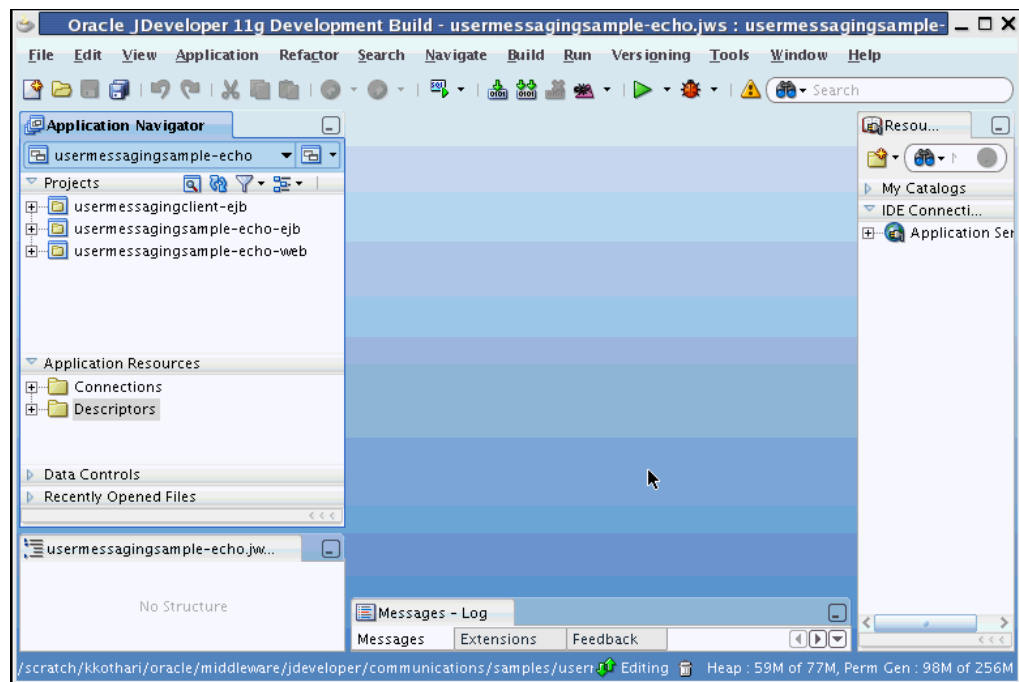 Oracle JDeveloper 11g Development Build - usermessagingsample-echo.jws : usermessagingsample-
File Edit View Application Refactor Search Navigate Build Run Versioning Tools Window Help
Search
Application Navigator
Resou...
usermessagingsample-echo
Projects
My Catalogs
usermessagingclient-ejb
IDE Connecti...
usermessagingsample-echo-ejb
Application Ser
usermessagingsample-echo-web
Application Resources
Connections
Descriptors
Data Controls
Recently Opened Files
usermessagingsample-echo.jw...
No Structure
Messages - Log
Messages Extensions Feedback
/scratch/kkothari/oracle/middleware/jdeveloper/communications/samples/userr Editing Heap : 59M of 77M, Perm Gen : 98M of 256M